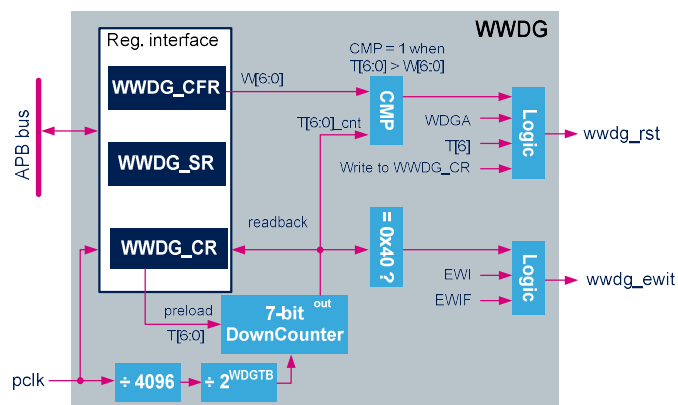 WWDG
Reg. interface
CMP = 1 when
T[6:0] > W[6:0]
WWDG_CFR
W[6:0]
CMP
T[6:0]_cnt
WDGA
T[6]
Write to WWDG_CR
Logic
wwdg_rst
APB bus
WWDG_SR
WWDG_CR
readback
= 0x40 ?
EWI
EWIF
Logic
wwdg_ewit
preload
T[6:0]
out
7-bit
DownCounter
pclk
÷ 4096
÷ 2^WDGTB